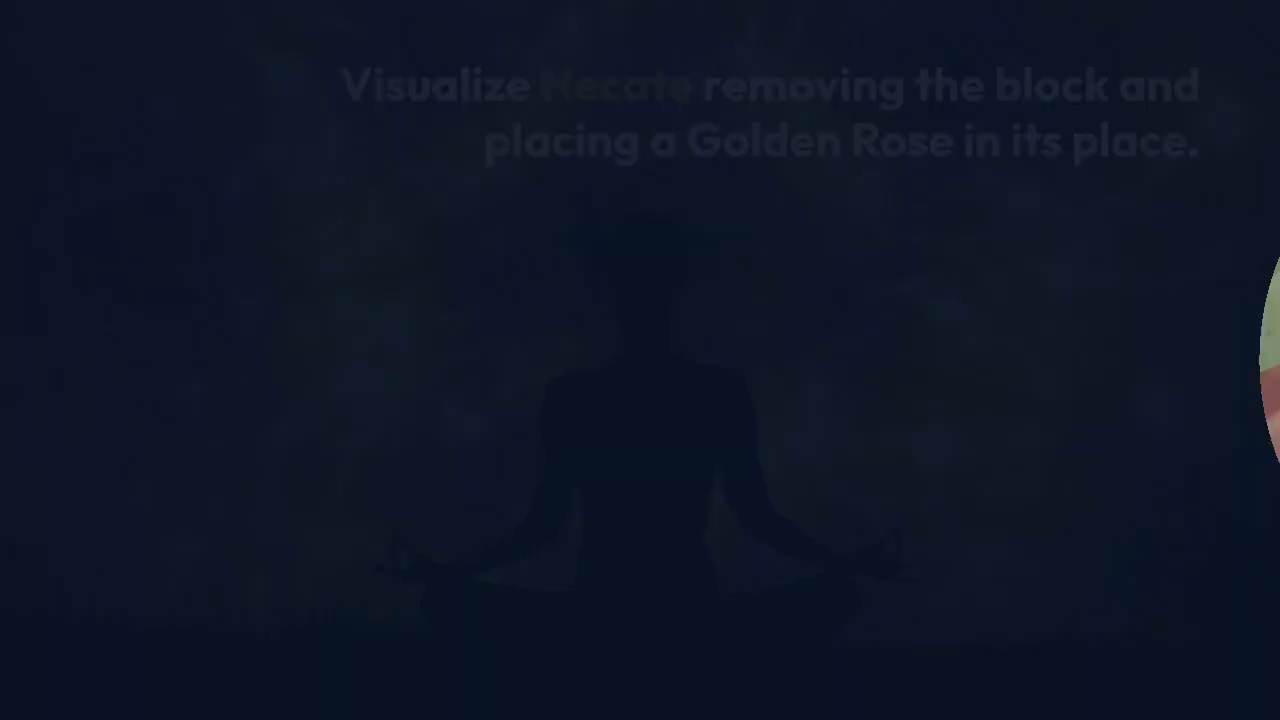 Visualize Hecate removing the block and
placing a Golden Rose in its place.